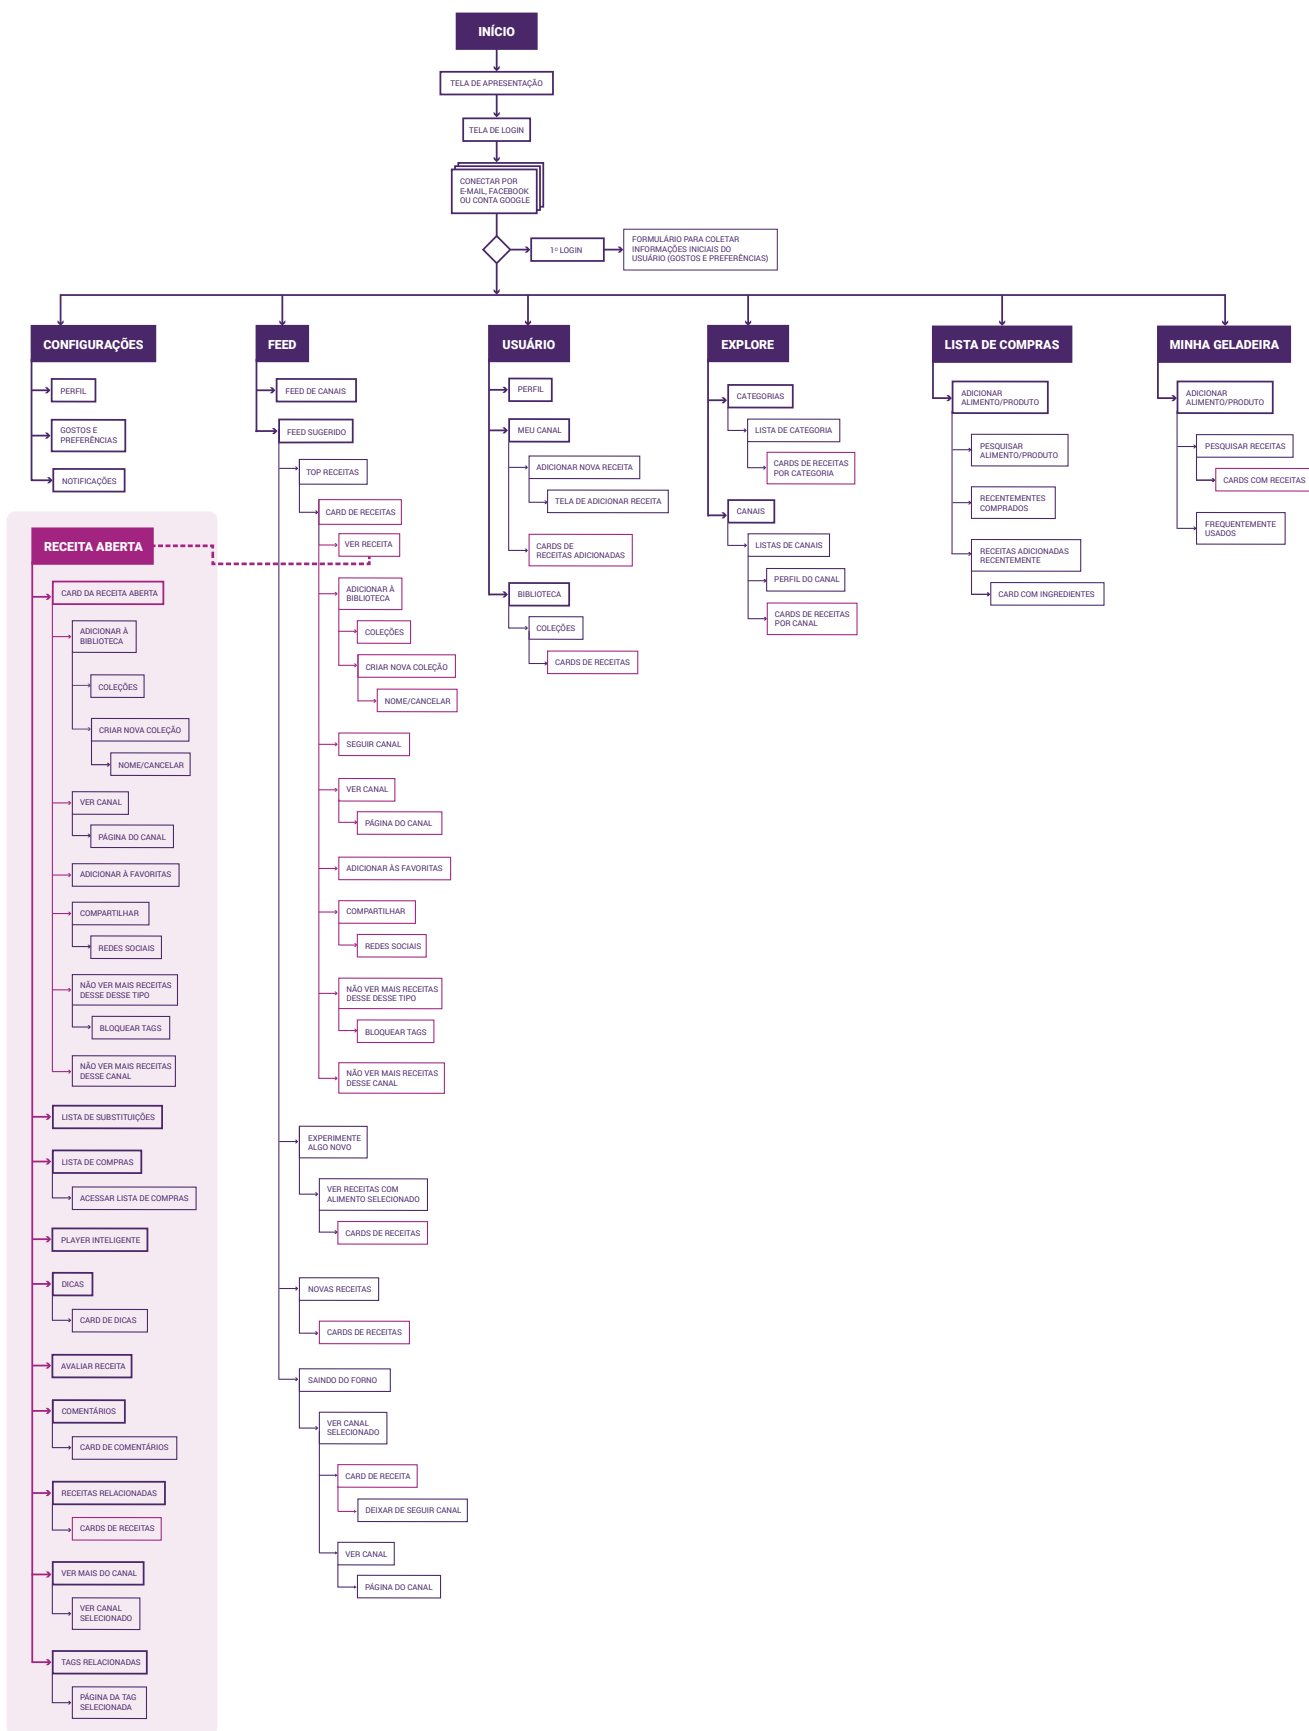 INÍCIO
TELA DE APRESENTAÇÃO
TELA DE LOGIN
CONECTAR POR
E-MAIL, FACEBOOK
OU CONTA GOOGLE
1º LOGIN
FORMULÁRIO PARA COLETAR
INFORMAÇÕES INICIAIS DO
USUÁRIO (GOSTOS E PREFERÊNCIAS)
CONFIGURAÇÕES
PERFIL
GOSTOS E
PREFERÊNCIAS
NOTIFICAÇÕES
RECEITA ABERTA
CARD DA RECEITA ABERTA
ADICIONAR À
BIBLIOTECA
COLEÇÕES
CRIAR NOVA COLEÇÃO
NOME/CANCELAR
VER CANAL
PÁGINA DO CANAL
ADICIONAR À FAVORITAS
COMPARTILHAR
REDES SOCIAIS
NÃO VER MAIS RECEITAS
DESSE DESSE TIPO
BLOQUEAR TAGS
NÃO VER MAIS RECEITAS
DESSE CANAL
LISTA DE SUBSTITUIÇÕES
LISTA DE COMPRAS
ACESSAR LISTA DE COMPRAS
PLAYER INTELIGENTE
DICAS
CARD DE DICAS
AVALIAR RECEITA
COMENTÁRIOS
CARD DE COMENTÁRIOS
RECEITAS RELACIONADAS
CARDS DE RECEITAS
VER MAIS DO CANAL
VER CANAL
SELECIONADO
TAGS RELACIONADAS
PÁGINA DA TAG
SELECIONADA
FEED
FEED DE CANAIS
FEED SUGERIDO
TOP RECEITAS
CARD DE RECEITAS
VER RECEITA
ADICIONAR À
BIBLIOTECA
COLEÇÕES
CRIAR NOVA COLEÇÃO
NOME/CANCELAR
SEGUIR CANAL
VER CANAL
PÁGINA DO CANAL
ADICIONAR ÀS FAVORITAS
COMPARTILHAR
REDES SOCIAIS
NÃO VER MAIS RECEITAS
DESSE DESSE TIPO
BLOQUEAR TAGS
NÃO VER MAIS RECEITAS
DESSE CANAL
EXPERIMENTE
ALGO NOVO
VER RECEITAS COM
ALIMENTO SELECIONADO
CARDS DE RECEITAS
NOVAS RECEITAS
CARDS DE RECEITAS
SAINDO DO FORNO
VER CANAL
SELECIONADO
CARD DE RECEITA
DEIXAR DE SEGUIR CANAL
VER CANAL
PÁGINA DO CANAL
USUÁRIO
PERFIL
MEU CANAL
ADICIONAR NOVA RECEITA
TELA DE ADICIONAR RECEITA
CARDS DE
RECEITAS ADICIONADAS
BIBLIOTECA
COLEÇÕES
CARDS DE RECEITAS
EXPLORE
CATEGORIAS
LISTA DE CATEGORIA
CARDS DE RECEITAS
POR CATEGORIA
CANAIS
LISTAS DE CANAIS
PERFIL DO CANAL
CARDS DE RECEITAS
POR CANAL
LISTA DE COMPRAS
ADICIONAR
ALIMENTO/PRODUTO
PESQUISAR
ALIMENTO/PRODUTO
RECENTEMENTES
COMPRADOS
RECEITAS ADICIONADAS
RECENTEMENTE
CARD COM INGREDIENTES
MINHA GELADEIRA
ADICIONAR
ALIMENTO/PRODUTO
PESQUISAR RECEITAS
CARDS COM RECEITAS
FREQUENTEMENTE
USADOS